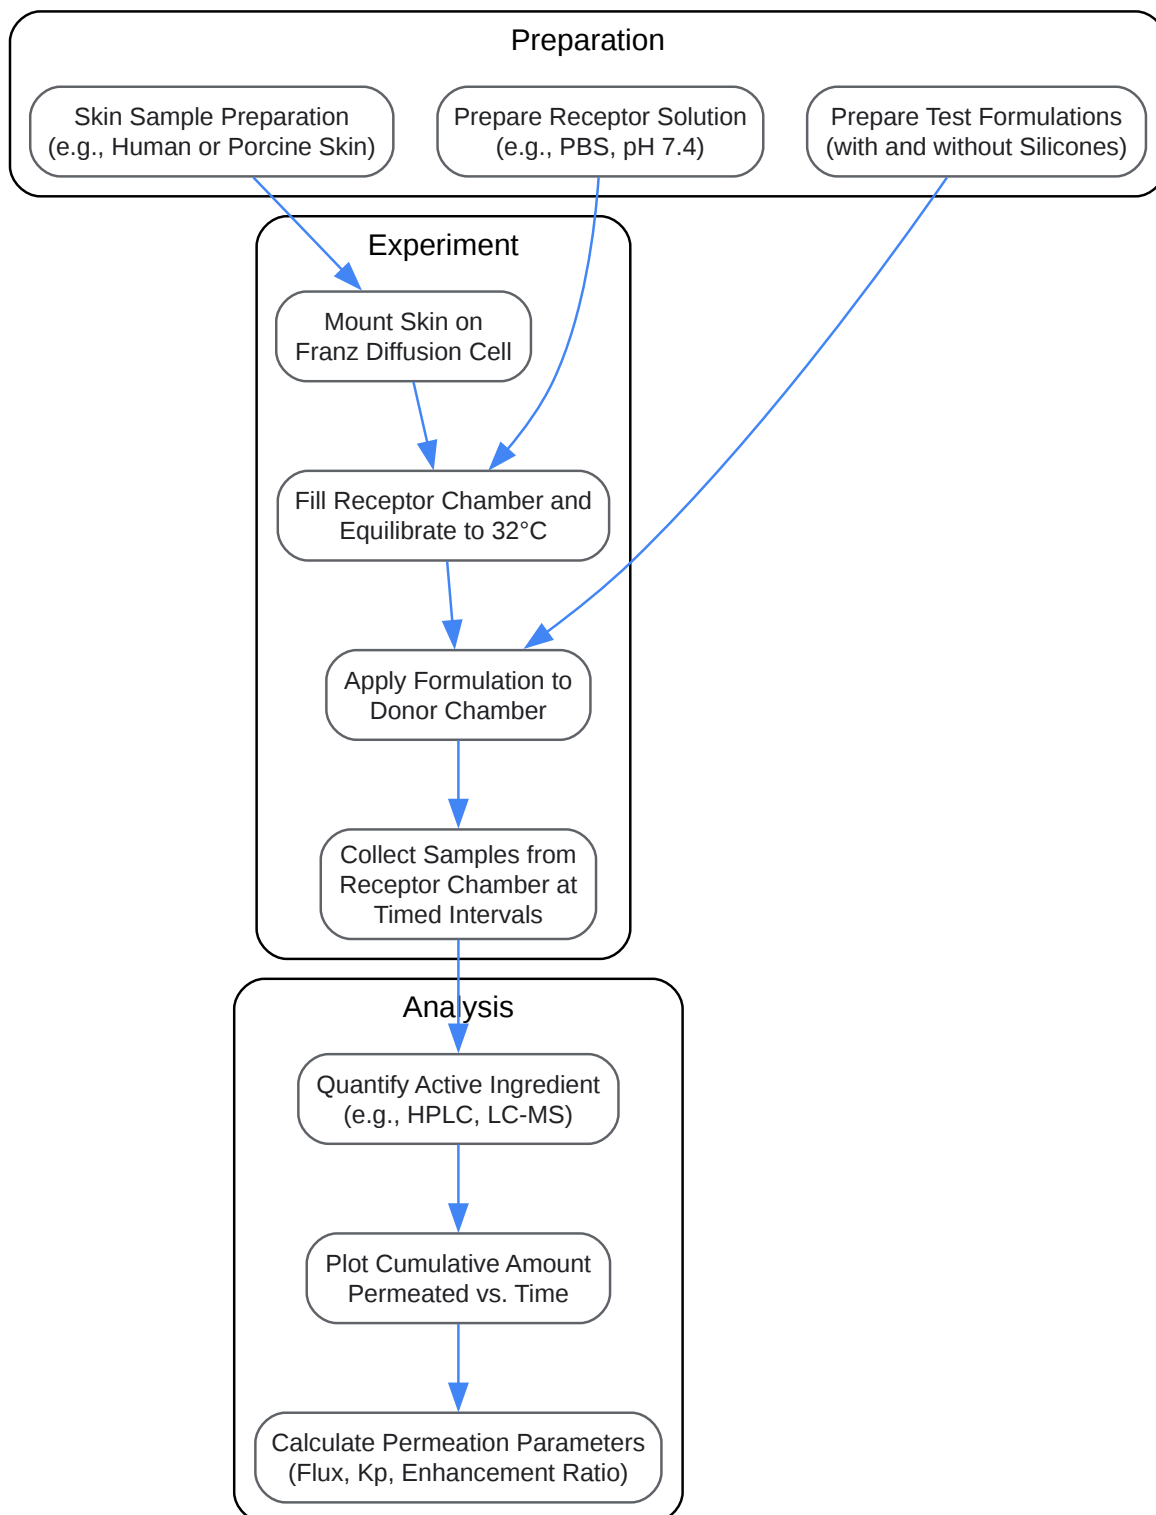 Preparation
Skin Sample Preparation
(e.g., Human or Porcine Skin)
Prepare Receptor Solution
(e.g., PBS, pH 7.4)
Prepare Test Formulations
(with and without Silicones)
Experiment
Mount Skin on
Franz Diffusion Cell
Fill Receptor Chamber and
Equilibrate to 32°C
Apply Formulation to
Donor Chamber
Collect Samples from
Receptor Chamber at
Timed Intervals
Analysis
Quantify Active Ingredient
(e.g., HPLC, LC-MS)
Plot Cumulative Amount
Permeated vs. Time
Calculate Permeation Parameters
(Flux, Kp, Enhancement Ratio)